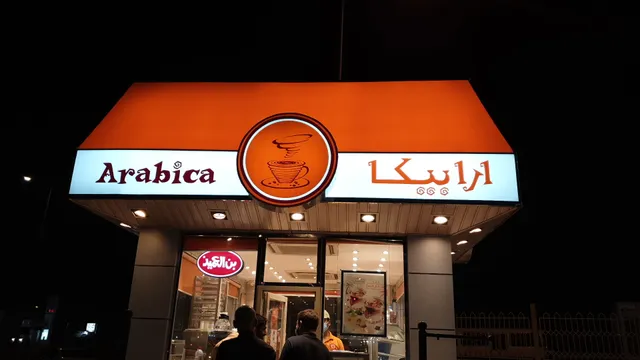 Arabica
ارابيكا
بن العميد